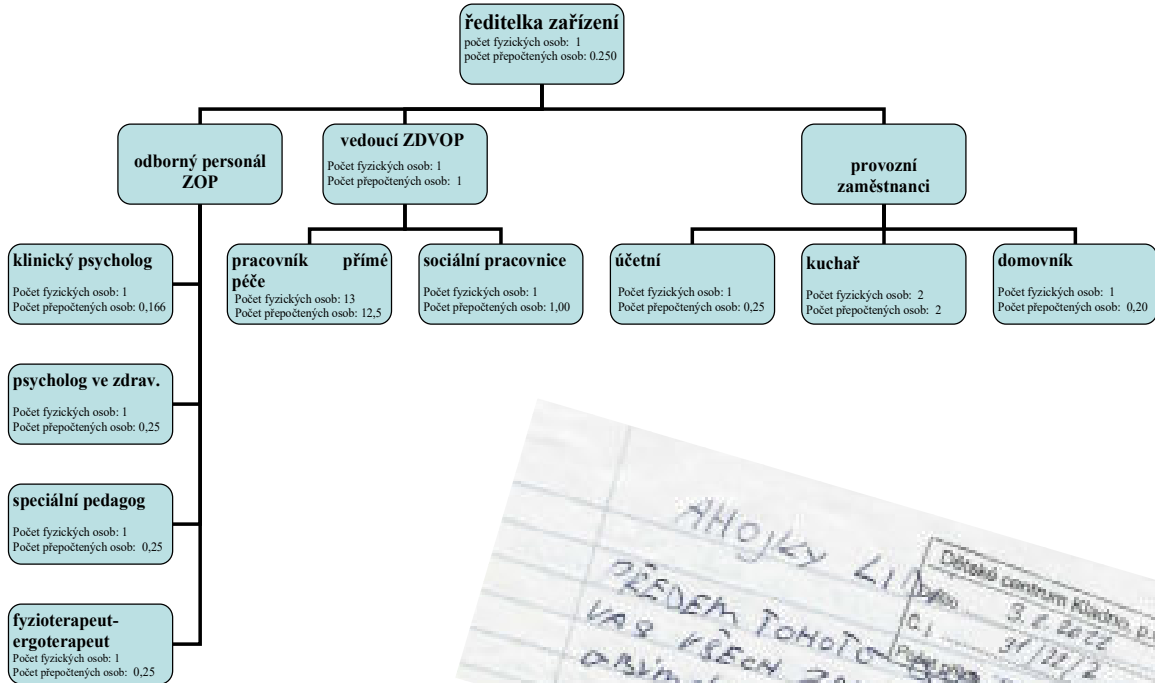 ředitelka zařízení
počet fyzických osob: 1
počet přepočtených osob: 0.250
odborný personál
ZOP
vedoucí ZDVOP
Počet fyzických osob: 1
Počet přepočtených osob: 1
provozní
zaměstnanci
klinický psycholog
Počet fyzických osob: 1
Počet přepočtených osob: 0,166
pracovník přímé
péče
Počet fyzických osob: 13
Počet přepočtených osob: 12,5
sociální pracovnice
Počet fyzických osob: 1
Počet přepočtených osob: 1,00
účetní
Počet fyzických osob: 1
Počet přepočtených osob: 0,25
kuchař
Počet fyzických osob: 2
Počet přepočtených osob: 2
domovník
Počet fyzických osob: 1
Počet přepočtených osob: 0,20
psycholog ve zdrav.
Počet fyzických osob: 1
Počet přepočtených osob: 0,25
speciální pedagog
Počet fyzických osob: 1
Počet přepočtených osob: 0,25
fyzioterapeut-
ergoterapeut
Počet fyzických osob: 1
Počet přepočtených osob: 0,25
AHOJKY
PŘEDEM TOHOTO
VAS VŠECH
Dětské centrum Kladno